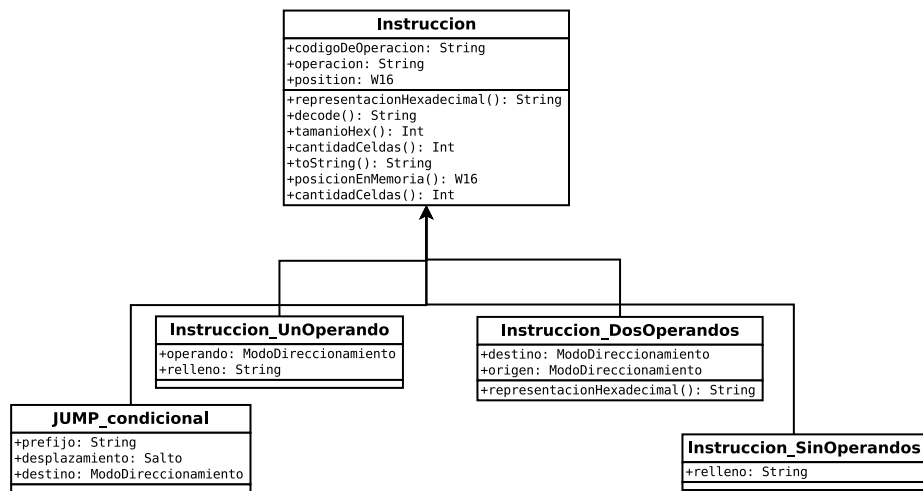 Instruccion
+codigoDeOperacion: String
+operacion: String
+position: W16
+representacionHexadecimal(): String
+decode(): String
+tamanioHex(): Int
+cantidadCeldas(): Int
+toString(): String
+posicionEnMemoria(): W16
+cantidadCeldas(): Int
Instruccion_UnOperando
+operando: ModoDireccionamiento
+relleno: String
Instruccion_DosOperandos
+destino: ModoDireccionamiento
+origen: ModoDireccionamiento
+representacionHexadecimal(): String
JUMP_condicional
+prefijo: String
+desplazamiento: Salto
+destino: ModoDireccionamiento
Instruccion_SinOperandos
+relleno: String